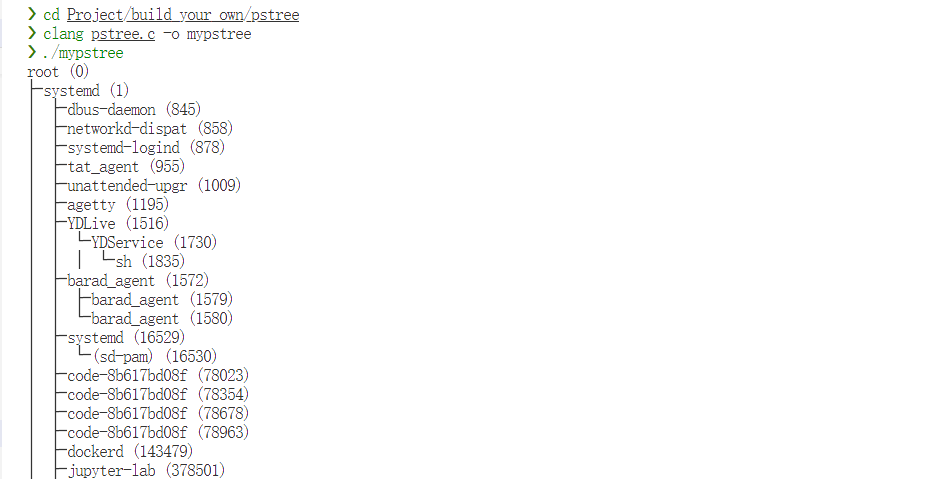 ❯ cd Project/build_your_own/pstree
❯ clang pstree.c -o mypstree
❯ ./mypstree
root (0)
├─systemd (1)
│  ├─dbus-daemon (845)
│  ├─networkd-dispat (858)
│  ├─systemd-logind (878)
│  ├─tat_agent (955)
│  ├─unattended-upgr (1009)
│  ├─agetty (1195)
│  ├─YDLive (1516)
│  │  └─YDService (1730)
│  │  │  └─sh (1835)
│  ├─barad_agent (1572)
│  │  ├─barad_agent (1579)
│  │  └─barad_agent (1580)
│  ├─systemd (16529)
│  │  └─(sd-pam) (16530)
│  ├─code-8b617bd08f (78023)
│  ├─code-8b617bd08f (78354)
│  ├─code-8b617bd08f (78678)
│  ├─code-8b617bd08f (78963)
│  ├─dockerd (143479)
│  ├─jupyter-lab (378501)